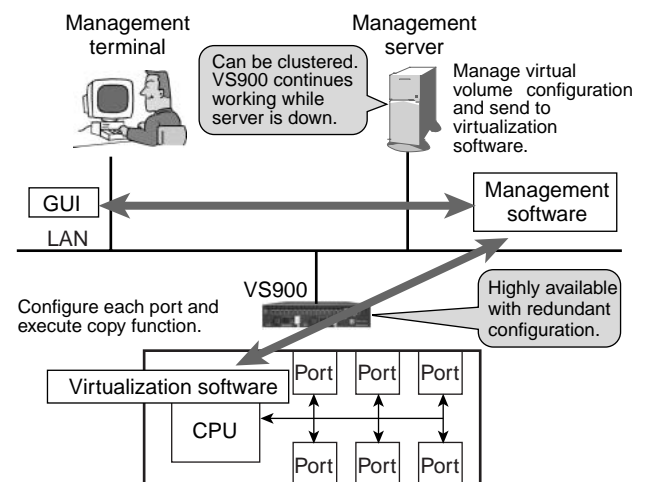 Management
terminal
Management
server
Can be clustered.
VS900 continues
working while
server is down.
Manage virtual
volume configuration
and send to
virtualization
software.
GUI
Management
software
LAN
VS900
Highly available
with redundant
configuration.
Configure each port and
execute copy function.
Virtualization software
Port Port Port
CPU
Port Port Port